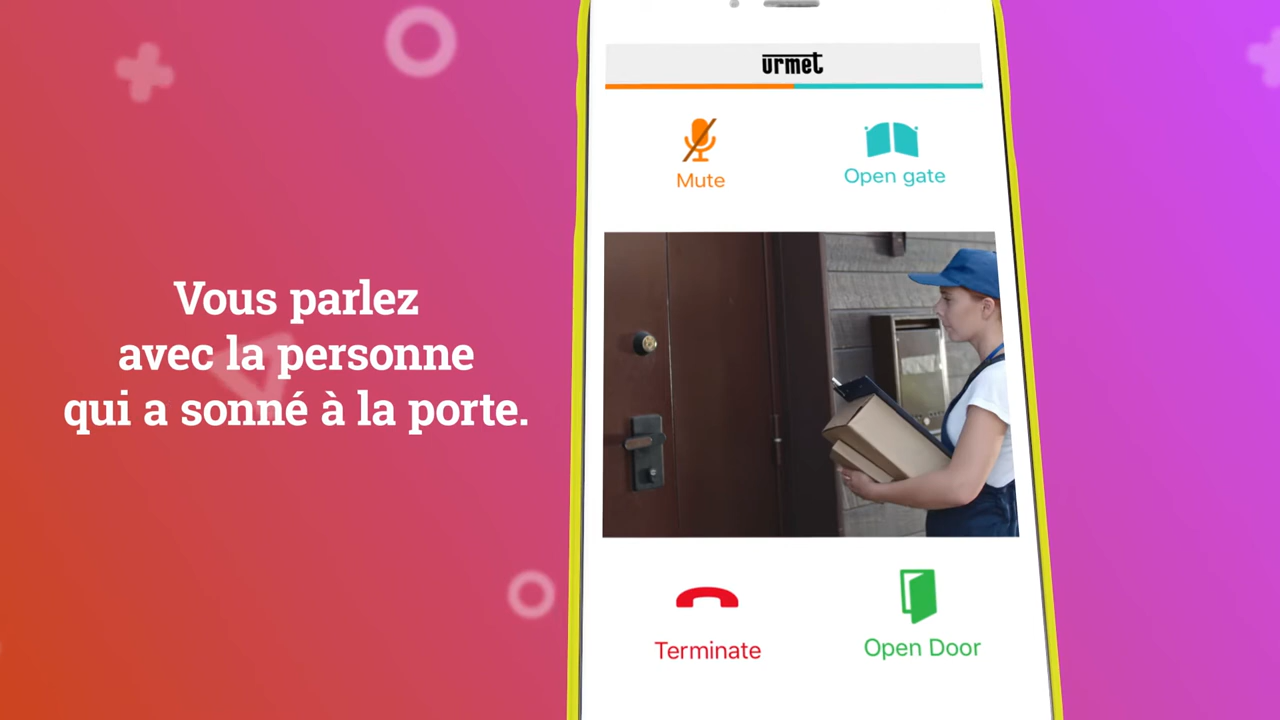 Vous parlez
avec la personne
qui a sonné à la porte.
urmet
Mute
Open gate
Terminate
Open Door